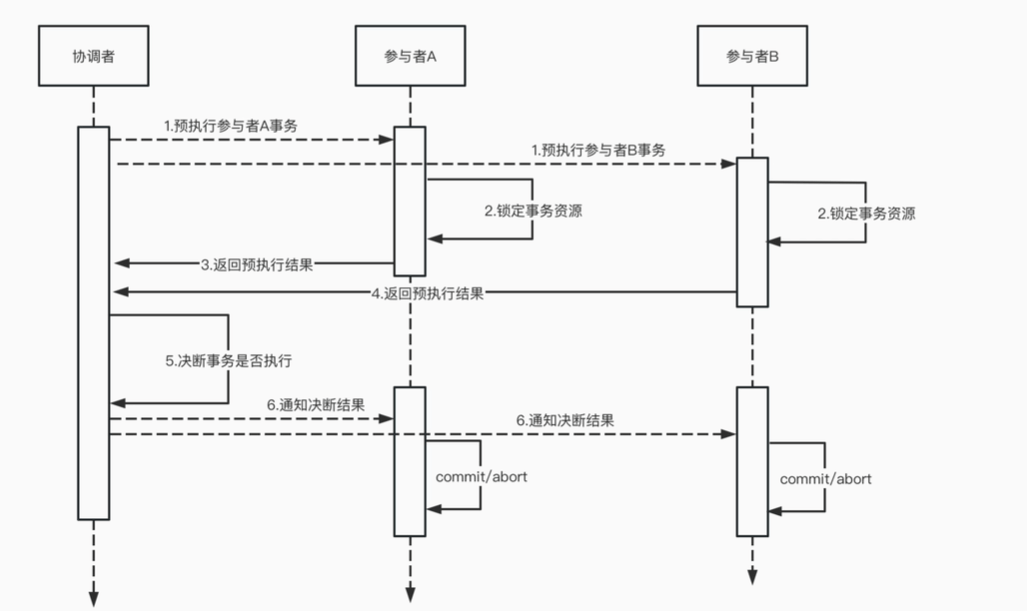 协调者
参与者A
参与者B
1.预执行参与者A事务
1.预执行参与者B事务
2.锁定事务资源
2.锁定事务资源
3.返回预执行结果
4.返回预执行结果
5.决断事务是否执行
6.通知决断结果
6.通知决断结果
commit/abort
commit/abort